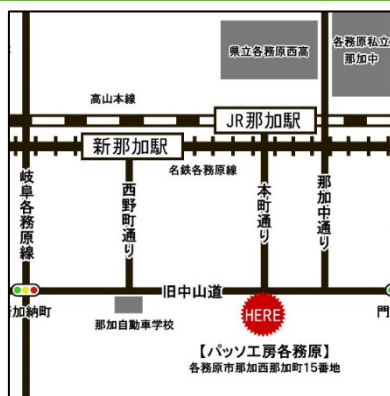 県立各務原西高
各務原私立
那加中
高山本線
JR那加駅
新那加駅
名鉄各務原線
岐阜各務原線
西野町通り
本町通り
那加中通り
旧中山道
加納町
那加自動車学校
HERE
門
【パッソ工房各務原】
各務原市那加西那加町15番地